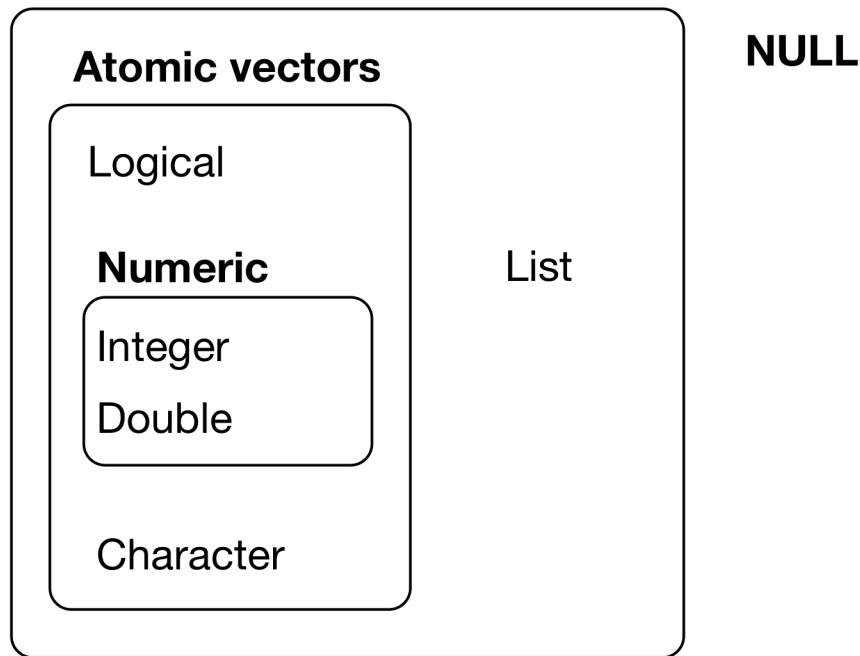 NULL
Atomic vectors
Logical
Numeric
List
Integer
Double
Character